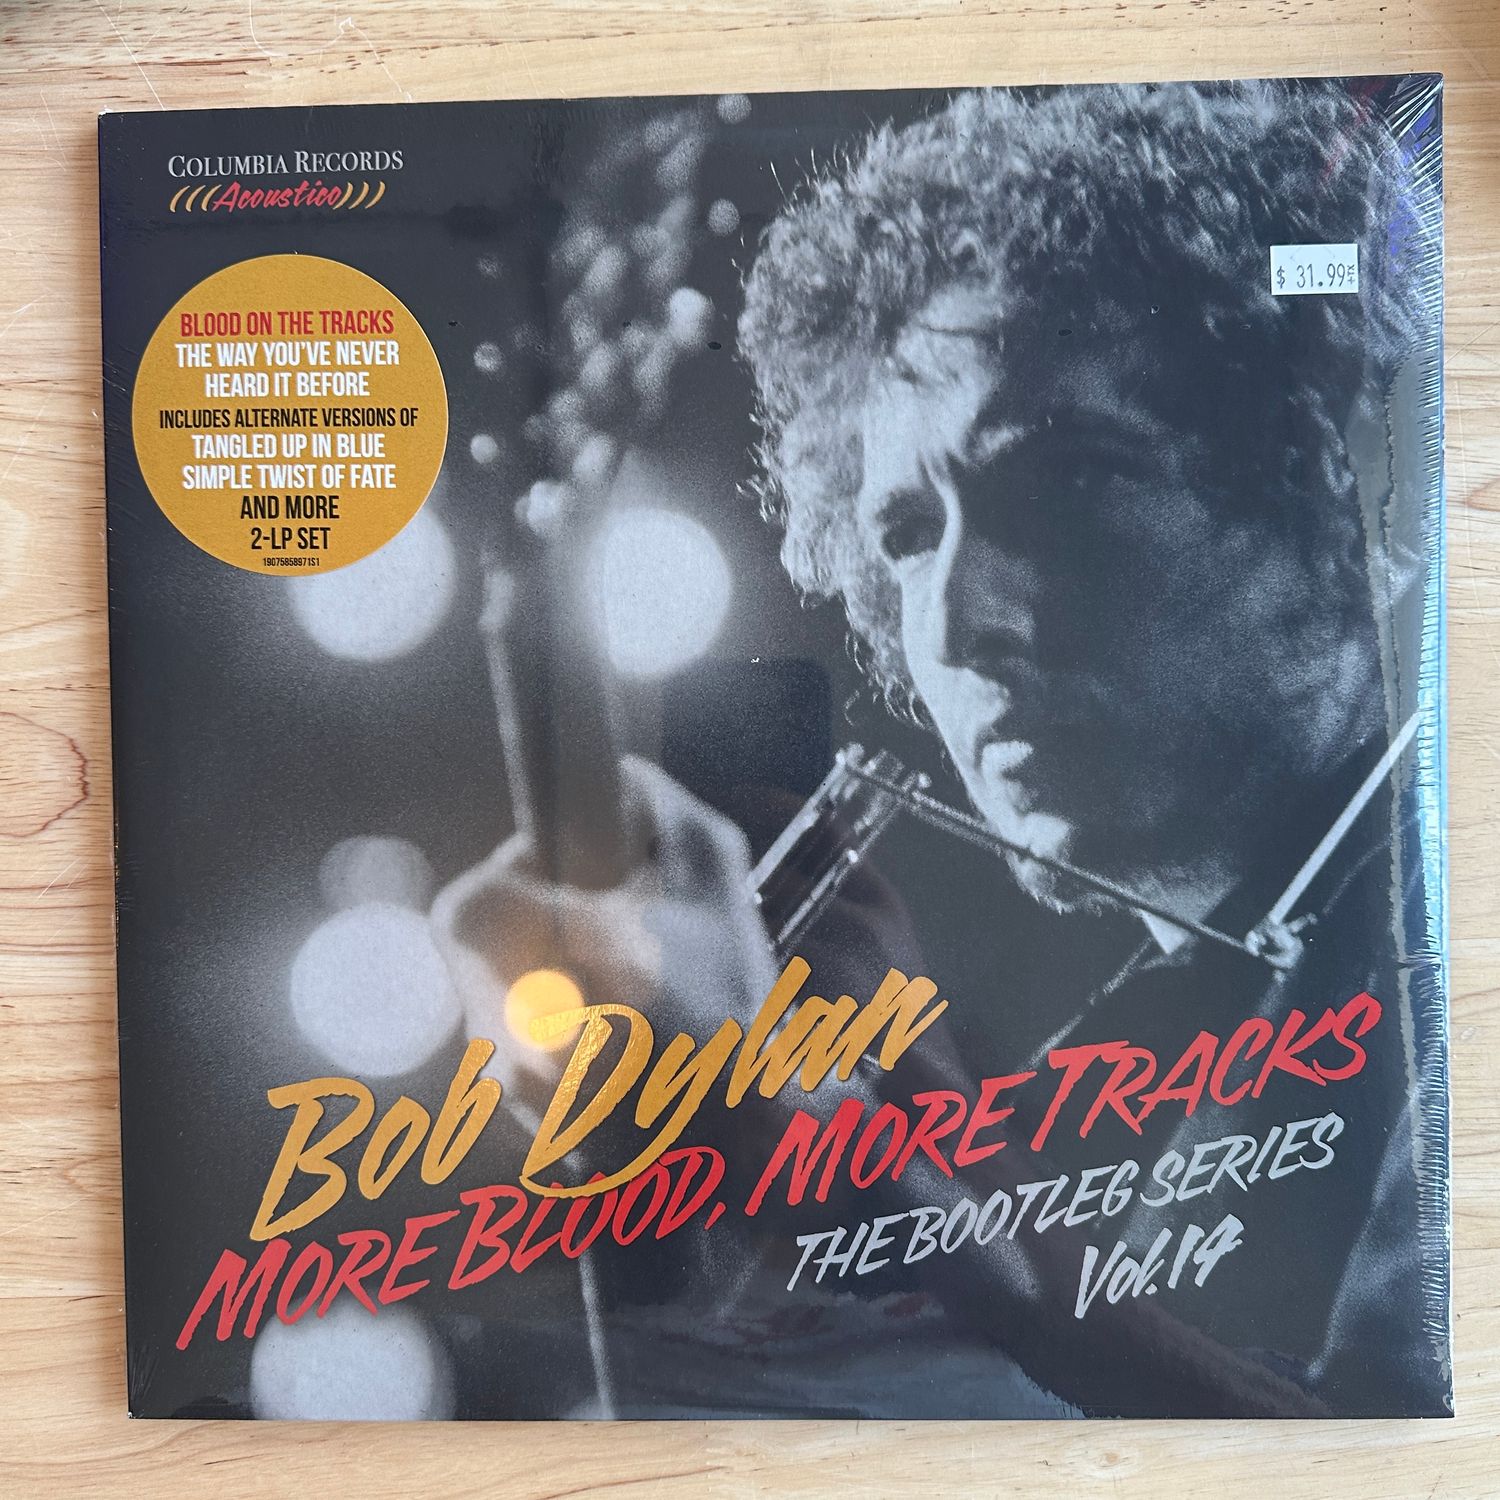 COLUMBIA RECORDS
(((Acoustico)))
BLOOD ON THE TRACKS
THE WAY YOU'VE NEVER
HEARD IT BEFORE
INCLUDES ALTERNATE VERSIONS OF
TANGLED UP IN BLUE
SIMPLE TWIST OF FATE
AND MORE
2-LP SET
19075858971S1
$ 31.99 +TX
Bob Dylan
MORE BLOOD, MORE TRACKS
THE BOOTLEG SERIES
Vol.14